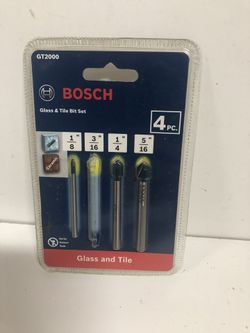 GT2000
BOSCH
Glass & Tile Bit Set
4 PC.
1/8" 3/16" 1/4" 5/16"
Glass and Tile